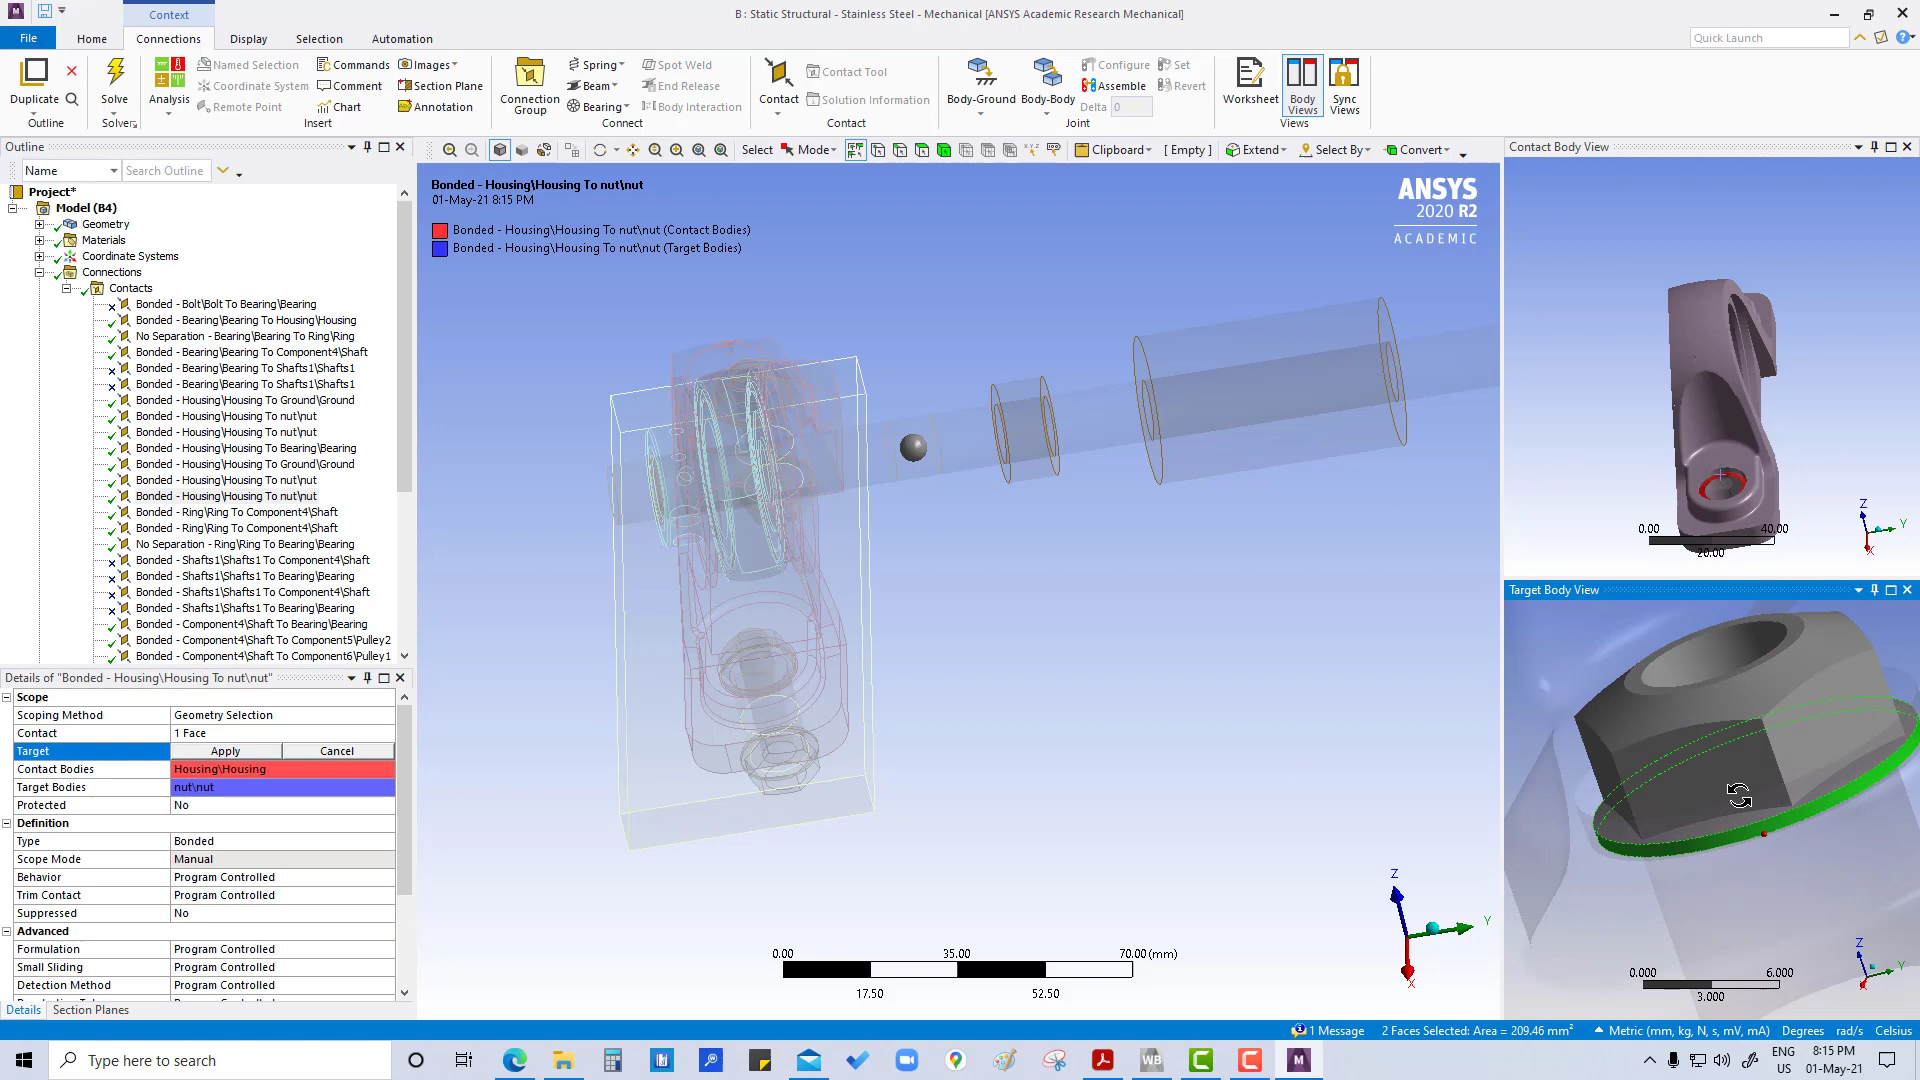 Context
B : Static Structural - Stainless Steel - Mechanical [ANSYS Academic Research Mechanical]
File
Home
Connections
Display
Selection
Automation
Quick Launch
Duplicate
Outline
Solve
Solver
Analysis
Named Selection
Coordinate System
Remote Point
Commands
Comment
Chart
Images
Section Plane
Annotation
Insert
Connection
Group
Spring
Beam
Bearing
Spot Weld
End Release
Body Interaction
Connect
Contact
Contact Tool
Solution Information
Contact
Body-Ground
Body-Body
Configure
Set
Assemble
Revert
Delta 0
Joint
Worksheet
Body
Views
Sync
Views
Views
Outline
Name
Search Outline
Project*
Model (B4)
Geometry
Materials
Coordinate Systems
Connections
Contacts
Bonded - Bolt\Bolt To Bearing\Bearing
Bonded - Bearing\Bearing To Housing\Housing
No Separation - Bearing\Bearing To Ring\Ring
Bonded - Bearing\Bearing To Component4\Shaft
Bonded - Bearing\Bearing To Shafts1\Shafts1
Bonded - Bearing\Bearing To Shafts1\Shafts1
Bonded - Housing\Housing To Ground\Ground
Bonded - Housing\Housing To nut\nut
Bonded - Housing\Housing To nut\nut
Bonded - Housing\Housing To Bearing\Bearing
Bonded - Housing\Housing To Ground\Ground
Bonded - Housing\Housing To nut\nut
Bonded - Housing\Housing To nut\nut
Bonded - Ring\Ring To Component4\Shaft
Bonded - Ring\Ring To Component4\Shaft
No Separation - Ring\Ring To Bearing\Bearing
Bonded - Shafts1\Shafts1 To Component4\Shaft
Bonded - Shafts1\Shafts1 To Bearing\Bearing
Bonded - Shafts1\Shafts1 To Component4\Shaft
Bonded - Shafts1\Shafts1 To Bearing\Bearing
Bonded - Component4\Shaft To Bearing\Bearing
Bonded - Component4\Shaft To Component5\Pulley2
Bonded - Component4\Shaft To Component6\Pulley1
Details of "Bonded - Housing\Housing To nut\nut"
Scope
Scoping Method Geometry Selection
Contact 1 Face
Target Apply Cancel
Contact Bodies Housing\Housing
Target Bodies nut\nut
Protected No
Definition
Type Bonded
Scope Mode Manual
Behavior Program Controlled
Trim Contact Program Controlled
Suppressed No
Advanced
Formulation Program Controlled
Small Sliding Program Controlled
Detection Method Program Controlled
Details
Section Planes
Select
Mode
Clipboard
[ Empty ]
Extend
Select By
Convert
Bonded - Housing\Housing To nut\nut
01-May-21 8:15 PM
Bonded - Housing\Housing To nut\nut (Contact Bodies)
Bonded - Housing\Housing To nut\nut (Target Bodies)
ANSYS
2020 R2
ACADEMIC
Z
Y
X
0.00 35.00 70.00 (mm)
17.50 52.50
Contact Body View
Z
Y
X
0.00 40.00
20.00
Target Body View
Z
Y
X
0.000 6.000
3.000
1 Message
2 Faces Selected: Area = 209.46 mm²
Metric (mm, kg, N, s, mV, mA) Degrees rad/s Celsius
Type here to search
WB
M
ENG
US
8:15 PM
01-May-21